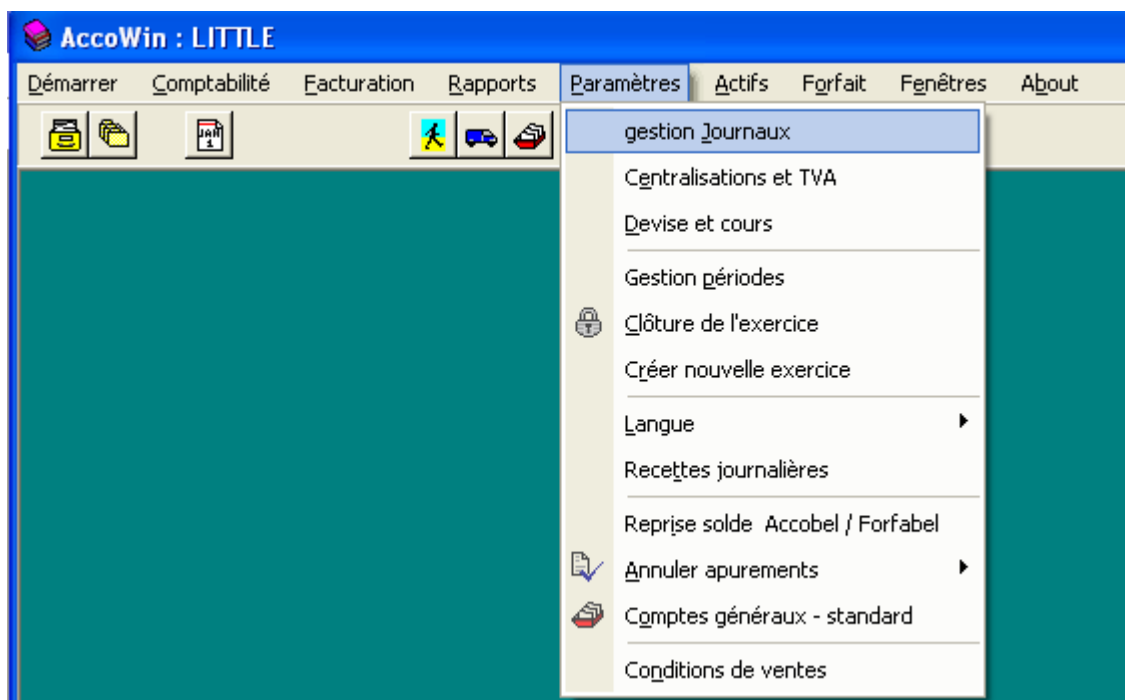 AccoWin : LITTLE
Démarrer Comptabilité Facturation Rapports Paramètres Actifs Forfait Fenêtres About
JAN
1
gestion Journaux
Centralisations et TVA
Devise et cours
Gestion périodes
Clôture de l'exercice
Créer nouvelle exercice
Langue
Recettes journalières
Reprise solde Accobel / Forfabel
Annuler apurements
Comptes généraux - standard
Conditions de ventes